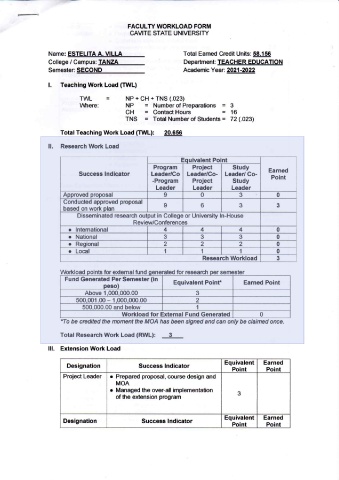 FACULTY WORKLOAD FORM
CAVITE STATE UNIVERSITY
Name: ESTELITA A. VILLA Total Earned Credit Units: 58.156
College / Campus: TANZA Department: TEACHER EDUCATION
Semester: SECOND Academic Year: 2021-2022
I. Teaching Work Load (TWL)
TWL = NP + CH + TNS (.023)
Where: NP = Number of Preparations = 3
CH = Contact Hours = 16
TNS = Total Number of Students = 72 (.023)
Total Teaching Work Load (TWL): 20.656
II. Research Work Load
Success Indicator Equivalent Point Earned Point
Program Leader/Co-Program Leader Project Leader/Co-Project Leader Study Leader/ Co-Study Leader
Approved proposal 9 0 3 0
Conducted approved proposal based on work plan 9 6 3 3
Disseminated research output in College or University In-House Review/Conferences
• International 4 4 4 0
• National 3 3 3 0
• Regional 2 2 2 0
• Local 1 1 1 0
Research Workload 3
Workload points for external fund generated for research per semester
Fund Generated Per Semester (in peso) Equivalent Point* Earned Point
Above 1,000,000.00 3
500,001.00 – 1,000,000.00 2
500,000.00 and below 1
Workload for External Fund Generated 0
*To be credited the moment the MOA has been signed and can only be claimed once.
Total Research Work Load (RWL): 3
III. Extension Work Load
Designation Success Indicator Equivalent Point Earned Point
Project Leader • Prepared proposal, course design and MOA
• Managed the over-all implementation of the extension program 3
Designation Success Indicator Equivalent Point Earned Point